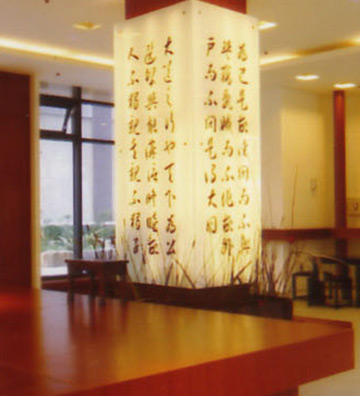 大道之行也天下為公
選賢與能講信修睦故
人不獨親其親不獨子
為己是故謀閉而不興
盜竊亂賊而不作故外
戶而不閉是謂大同